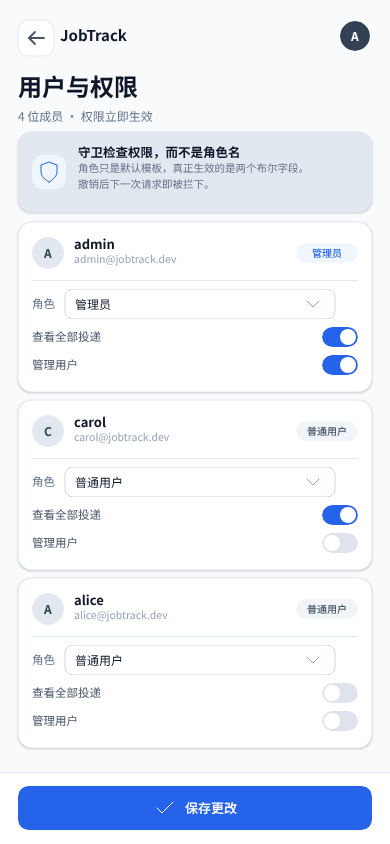 JobTrack
A
用户与权限
4 位成员 · 权限立即生效
守卫检查权限，而不是角色名
角色只是默认模板，真正生效的是两个布尔字段。
撤销后下一次请求即被拦下。
A
admin
admin@jobtrack.dev
管理员
角色
管理员
查看全部投递
管理用户
C
carol
carol@jobtrack.dev
普通用户
角色
普通用户
查看全部投递
管理用户
A
alice
alice@jobtrack.dev
普通用户
角色
普通用户
查看全部投递
管理用户
保存更改